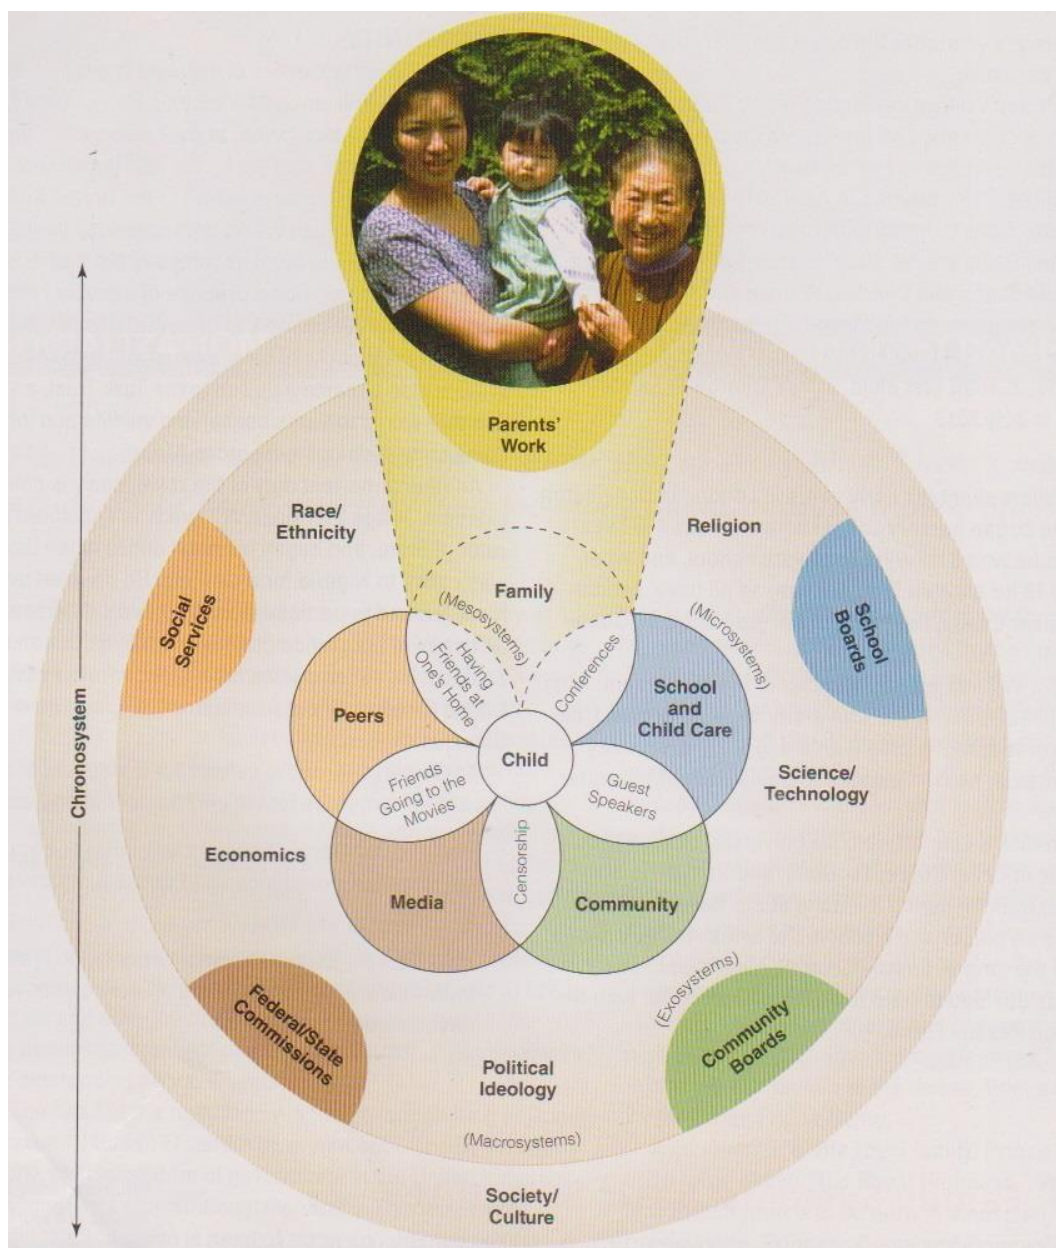 Parents'
Work
Race/
Ethnicity
Religion
Family
(Mesosystems)
(Microsystems)
Social
Services
School
Boards
Having
Friends at
One's Home
Conferences
Peers
School
and
Child Care
Child
Chronosystem
Friends
Going to the
Movies
Guest
Speakers
Science/
Technology
Economics
Censorship
Media
Community
(Exosystems)
Federal/State
Commissions
Community
Boards
Political
Ideology
(Macrosystems)
Society/
Culture